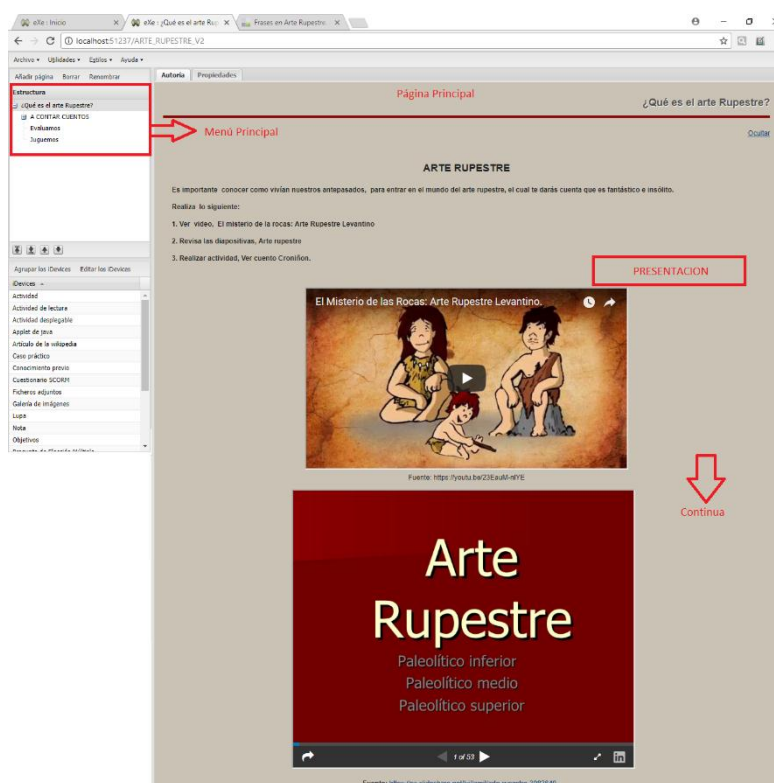 eXe : Inicio
eXe : ¿Qué es el arte Rup
Frases en Arte Rupestre
localhost:51237/ARTE_RUPESTRE_V2
Archivo Utilidades Estilos Ayuda
Añadir página Borrar Renombrar
Autoría Propiedades
Estructura
¿Qué es el arte Rupestre?
A CONTAR CUENTOS
Evaluamos
Juguemos
Página Principal
¿Qué es el arte Rupestre?
Menú Principal
Ocultar
ARTE RUPESTRE
Es importante conocer como vivían nuestros antepasados, para entrar en el mundo del arte rupestre, el cual te darás cuenta que es fantástico e insólito.
Realiza lo siguiente:
1. Ver video, El misterio de la rocas: Arte Rupestre Levantino
2. Revisa las diapositivas, Arte rupestre
3. Realizar actividad, Ver cuento Croniñon.
PRESENTACION
Agrupar los iDevices Editar los iDevices
iDevices
Actividad
Actividad de lectura
Actividad desplegable
Applet de java
Artículo de la wikipedia
Caso práctico
Conocimiento previo
Cuestionario SCORM
Ficheros adjuntos
Galería de imágenes
Lupa
Nota
Objetivos
El Misterio de las Rocas: Arte Rupestre Levantino.
Fuente: https://youtu.be/23EauM-nlYE
Continua
Arte
Rupestre
Paleolítico inferior
Paleolítico medio
Paleolítico superior
1 of 53
in